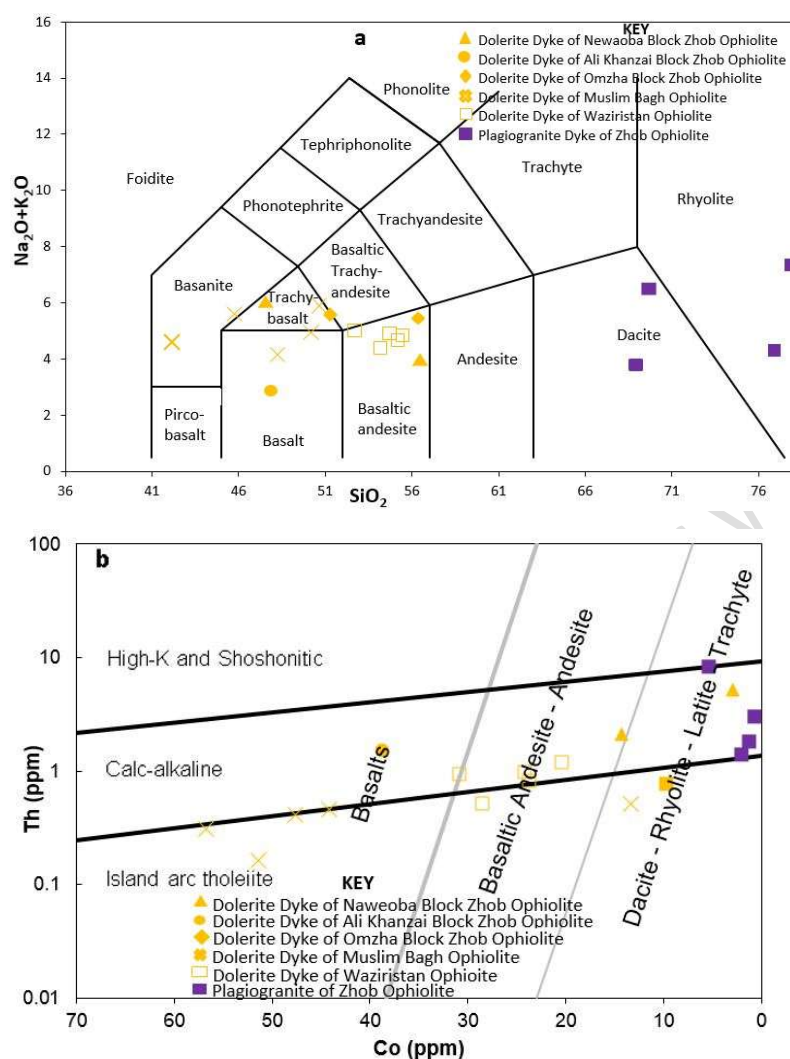 a
KEY
Dolerite Dyke of Newaoba Block Zhob Ophiolite
Dolerite Dyke of Ali Khanzai Block Zhob Ophiolite
Dolerite Dyke of Omzha Block Zhob Ophiolite
Dolerite Dyke of Muslim Bagh Ophiolite
Dolerite Dyke of Waziristan Ophiolite
Plagiogranite Dyke of Zhob Ophiolite
16
14
12
10
8
6
4
2
0
Na2O+K2O
Phonolite
Tephriphonolite
Foidite
Trachyte
Phonotephrite
Trachyandesite
Rhyolite
Basaltic
Trachy-
andesite
Basanite
Trachy-
basalt
Dacite
Andesite
Pirco-
basalt
Basalt
Basaltic
andesite
36 41 46 51 56 61 66 71 76
SiO2
b
100
10
1
0.1
0.01
Th (ppm)
High-K and Shoshonitic
Calc-alkaline
Island arc tholeiite
Basalts
Basaltic Andesite - Andesite
Dacite - Rhyolite - Latite - Trachyte
KEY
Dolerite Dyke of Naweoba Block Zhob Ophiolite
Dolerite Dyke of Ali Khanzai Block Zhob Ophiolite
Dolerite Dyke of Omzha Block Zhob Ophiolite
Dolerite Dyke of Muslim Bagh Ophiolite
Dolerite Dyke of Waziristan Ophioite
Plagiogranite of Zhob Ophiolite
70 60 50 40 30 20 10 0
Co (ppm)